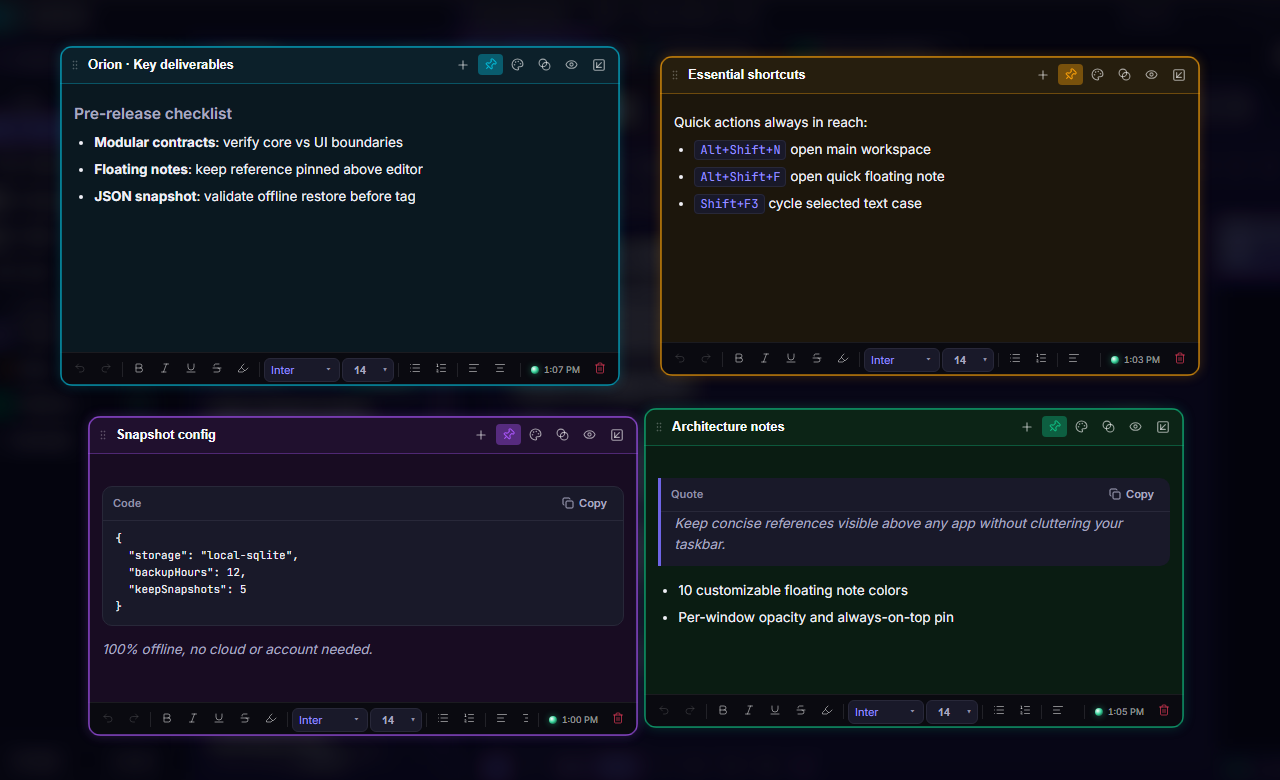 Orion · Key deliverables
Pre-release checklist
• Modular contracts: verify core vs UI boundaries
• Floating notes: keep reference pinned above editor
• JSON snapshot: validate offline restore before tag
B I U S Inter 14 1:07 PM
Essential shortcuts
Quick actions always in reach:
• Alt+Shift+N open main workspace
• Alt+Shift+F open quick floating note
• Shift+F3 cycle selected text case
B I U S Inter 14 1:03 PM
Snapshot config
Code Copy
{
"storage": "local-sqlite",
"backupHours": 12,
"keepSnapshots": 5
}
100% offline, no cloud or account needed.
B I U S Inter 14 1:00 PM
Architecture notes
Quote Copy
Keep concise references visible above any app without cluttering your
taskbar.
• 10 customizable floating note colors
• Per-window opacity and always-on-top pin
B I U S Inter 14 1:05 PM